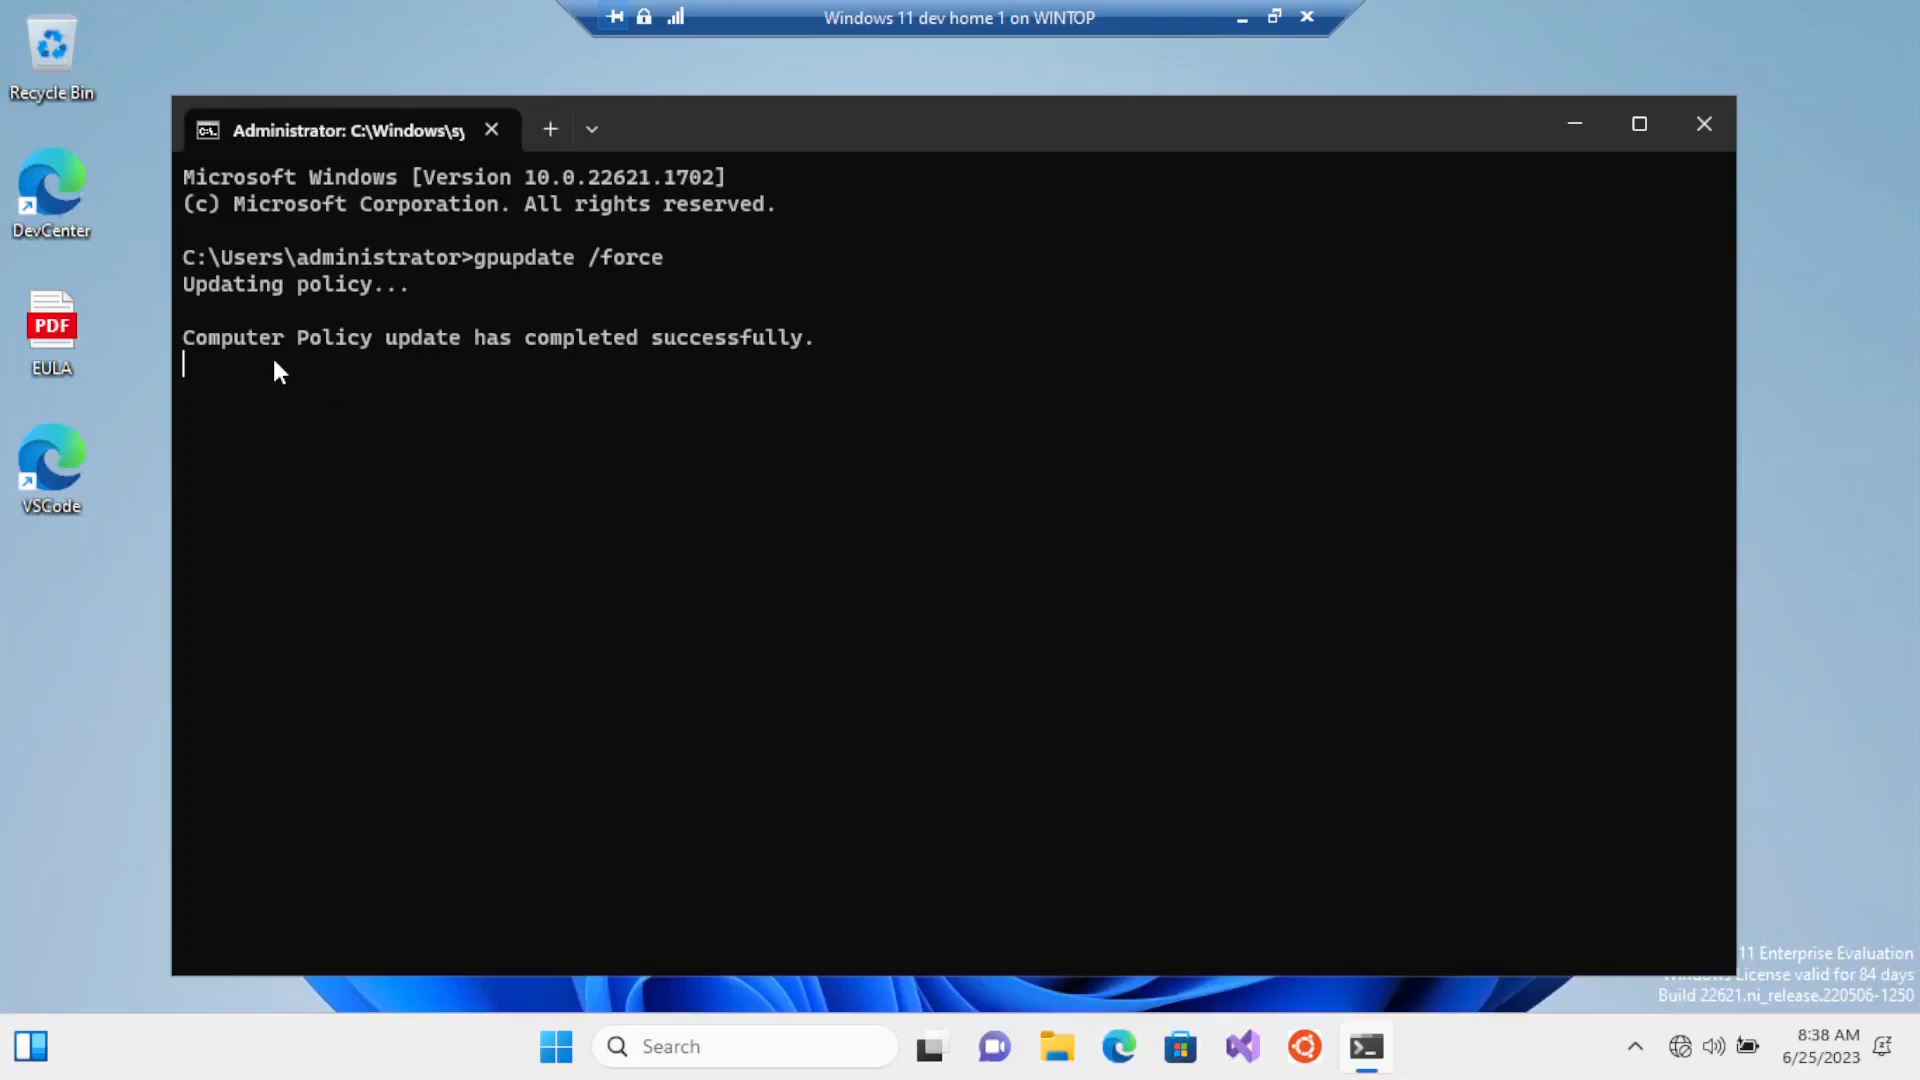 Windows 11 dev home 1 on WINTOP
Recycle Bin
DevCenter
PDF
EULA
VSCode
Administrator: C:\Windows\sy
Microsoft Windows [Version 10.0.22621.1702]
(c) Microsoft Corporation. All rights reserved.
C:\Users\administrator>gpupdate /force
Updating policy...
Computer Policy update has completed successfully.
11 Enterprise Evaluation
License valid for 84 days
Build 22621.ni_release.220506-1250
Search
8:38 AM
6/25/2023